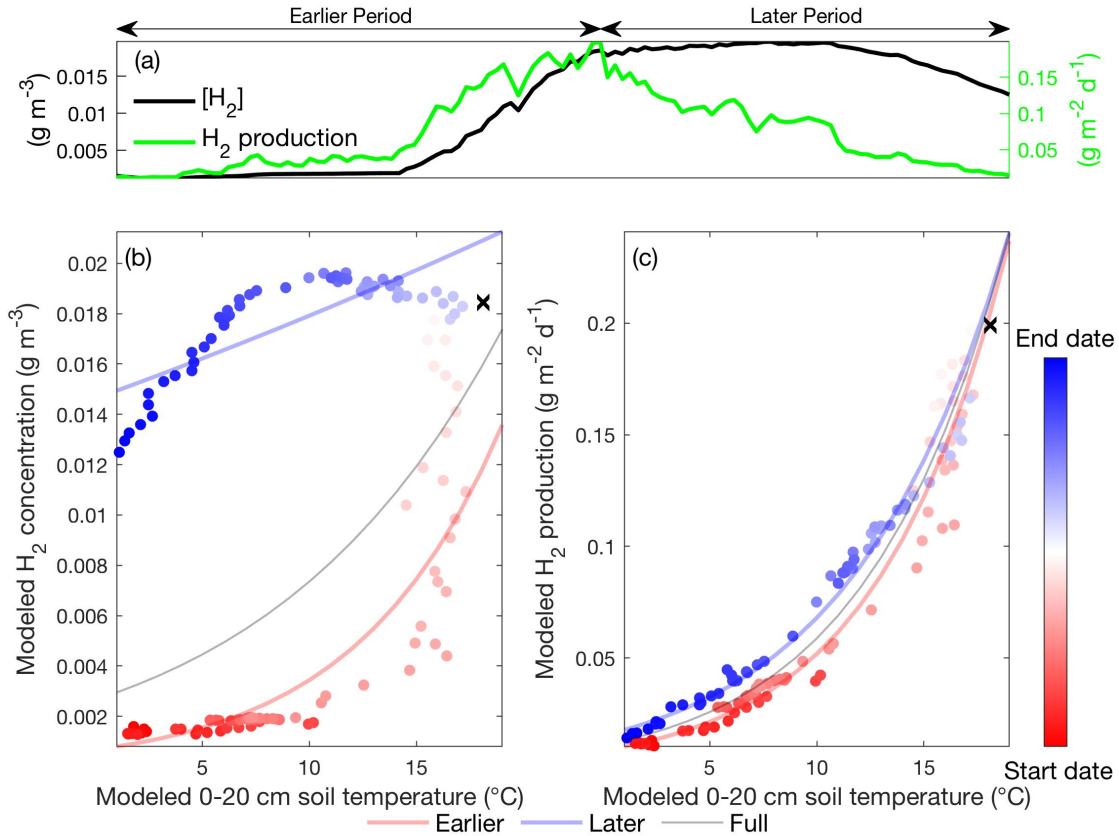 Earlier Period Later Period
(a)
(g m-3)
0.015
0.01
0.005
[H2]
H2 production
0.15
0.1
0.05
(g m-2 d-1)
(b)
Modeled H2 concentration (g m-3)
0.02
0.018
0.016
0.014
0.012
0.01
0.008
0.006
0.004
0.002
5 10 15
Modeled 0-20 cm soil temperature (°C)
(c)
Modeled H2 production (g m-2 d-1)
0.2
0.15
0.1
0.05
5 10 15
Modeled 0-20 cm soil temperature (°C)
End date
Start date
Earlier Later Full